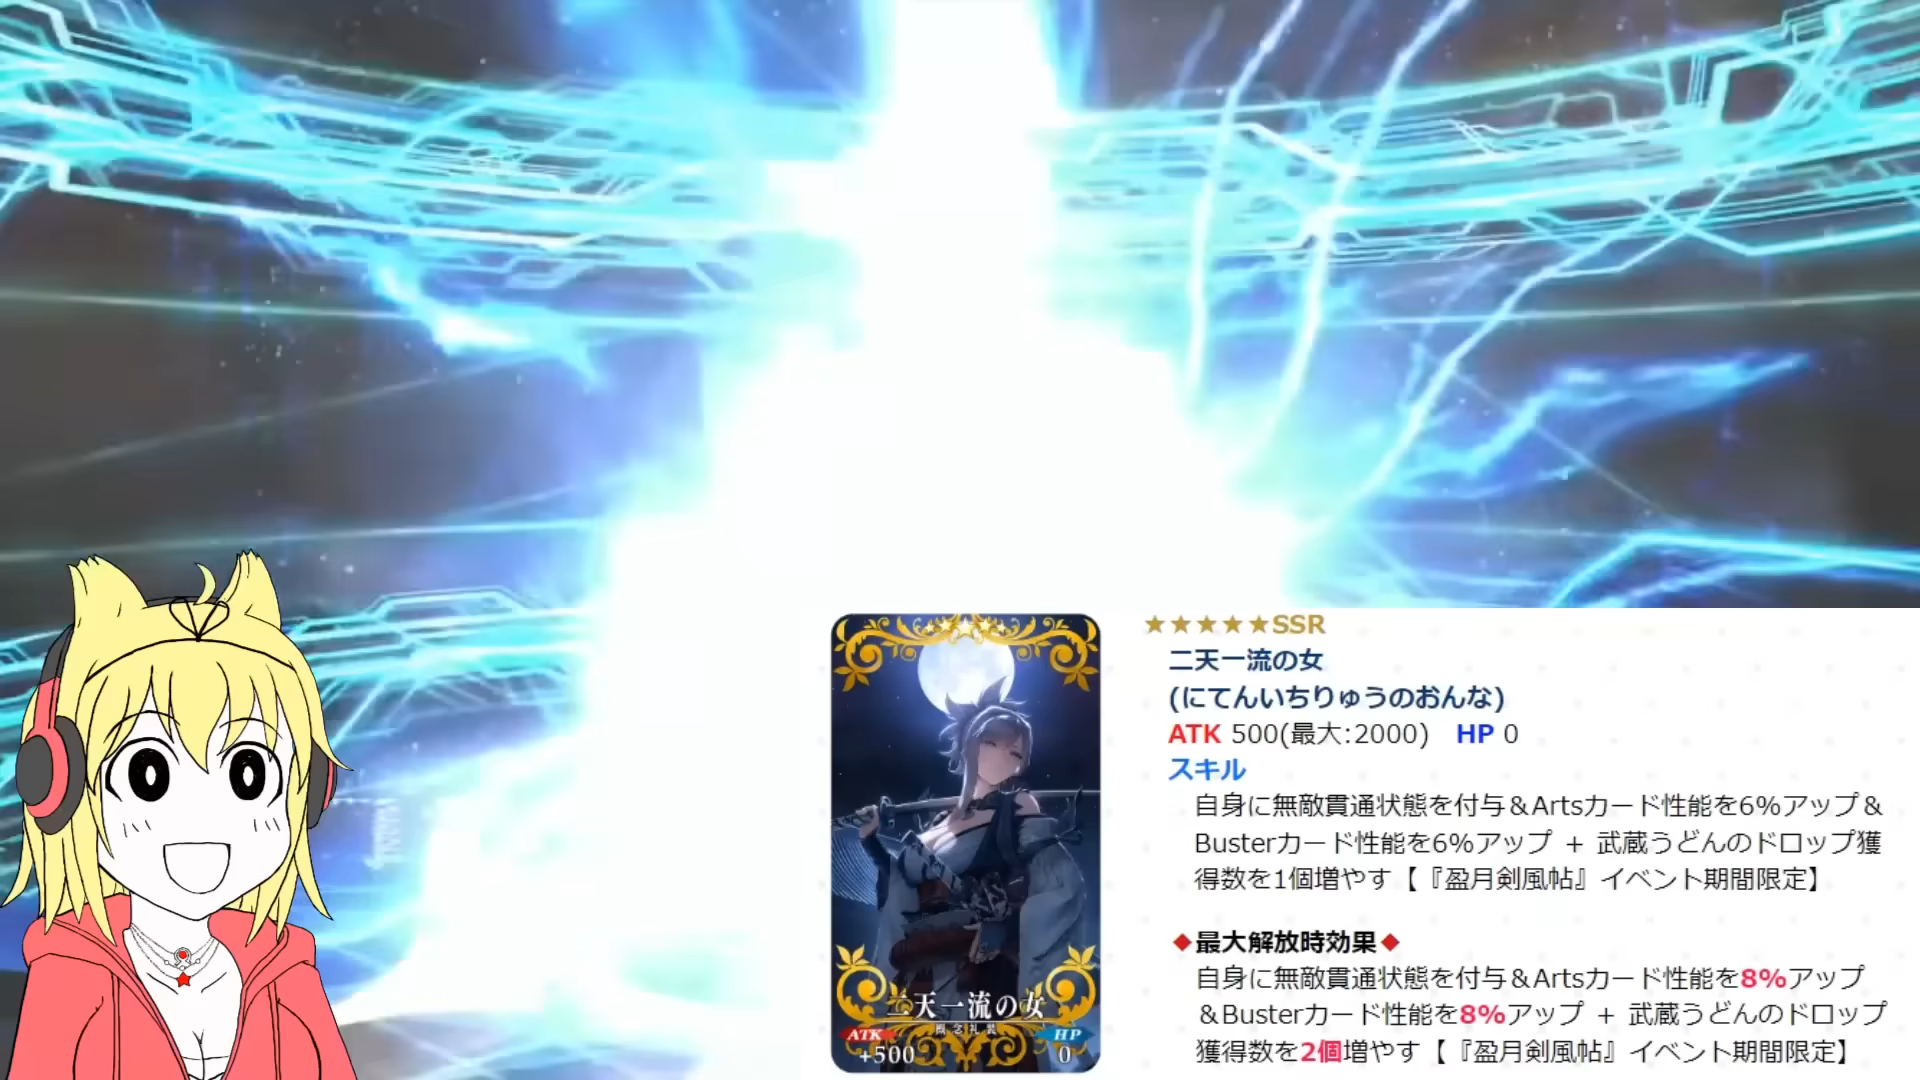 ★★★★★SSR
二天一流の女
(にてんいちりゅうのおんな)
ATK 500(最大:2000) HP 0
スキル
自身に無敵貫通状態を付与＆Artsカード性能を6%アップ＆
Busterカード性能を6%アップ + 武蔵うどんのドロップ獲
得数を1個増やす【『盈月剣風帖』イベント期間限定】
◆最大解放時効果◆
自身に無敵貫通状態を付与＆Artsカード性能を8%アップ
＆Busterカード性能を8%アップ + 武蔵うどんのドロップ
獲得数を2個増やす【『盈月剣風帖』イベント期間限定】
二天一流の女
概念礼装
ATK HP
+500 0